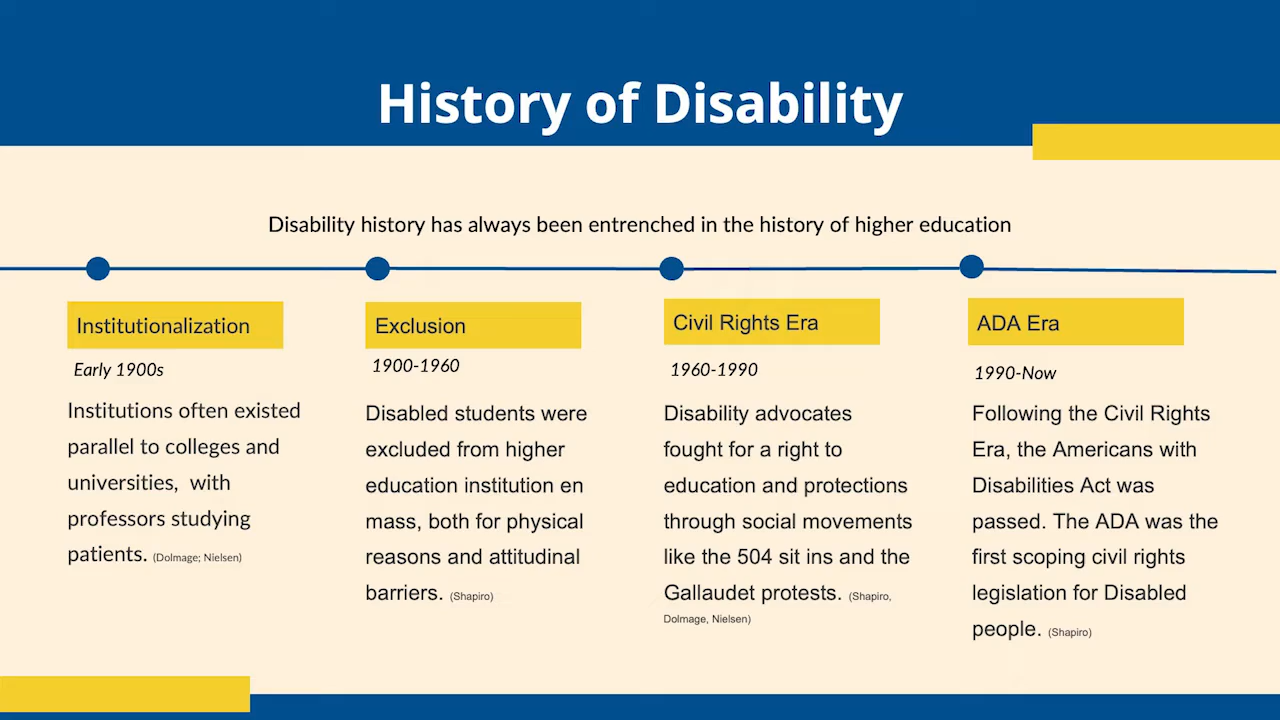 History of Disability
Disability history has always been entrenched in the history of higher education
Institutionalization
Early 1900s
Institutions often existed
parallel to colleges and
universities,  with
professors studying
patients. (Dolmage; Nielsen)
Exclusion
1900-1960
Disabled students were
excluded from higher
education institution en
mass, both for physical
reasons and attitudinal
barriers. (Shapiro)
Civil Rights Era
1960-1990
Disability advocates
fought for a right to
education and protections
through social movements
like the 504 sit ins and the
Gallaudet protests. (Shapiro,
Dolmage, Nielsen)
ADA Era
1990-Now
Following the Civil Rights
Era, the Americans with
Disabilities Act was
passed. The ADA was the
first scoping civil rights
legislation for Disabled
people. (Shapiro)